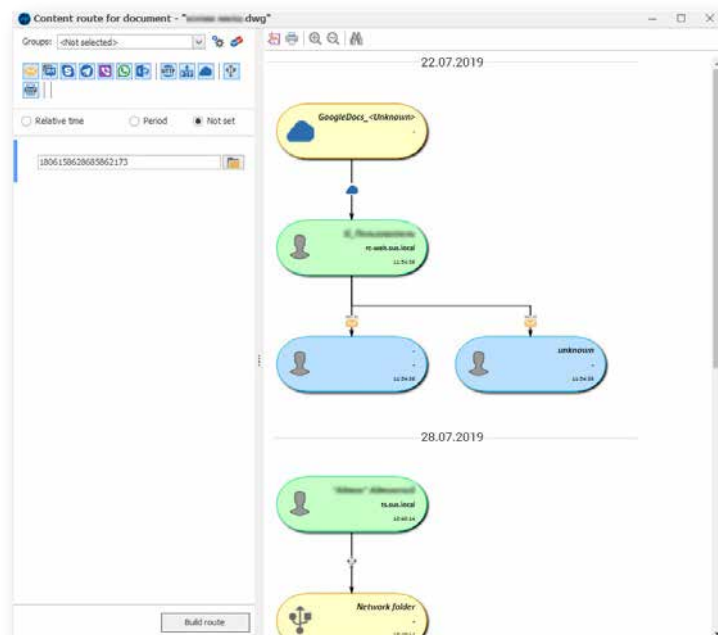 Content route for document - " dwg"
Groups: <Not selected>
HTTP
Relative time Period Not set
1806158628685862173
Build route
22.07.2019
GoogleDocs_<Unknown>
-
rc-wails.sus.local
11:54:38
-
-
11:54:38
unknown
-
11:54:38
28.07.2019
ts.sus.local
Network folder
-